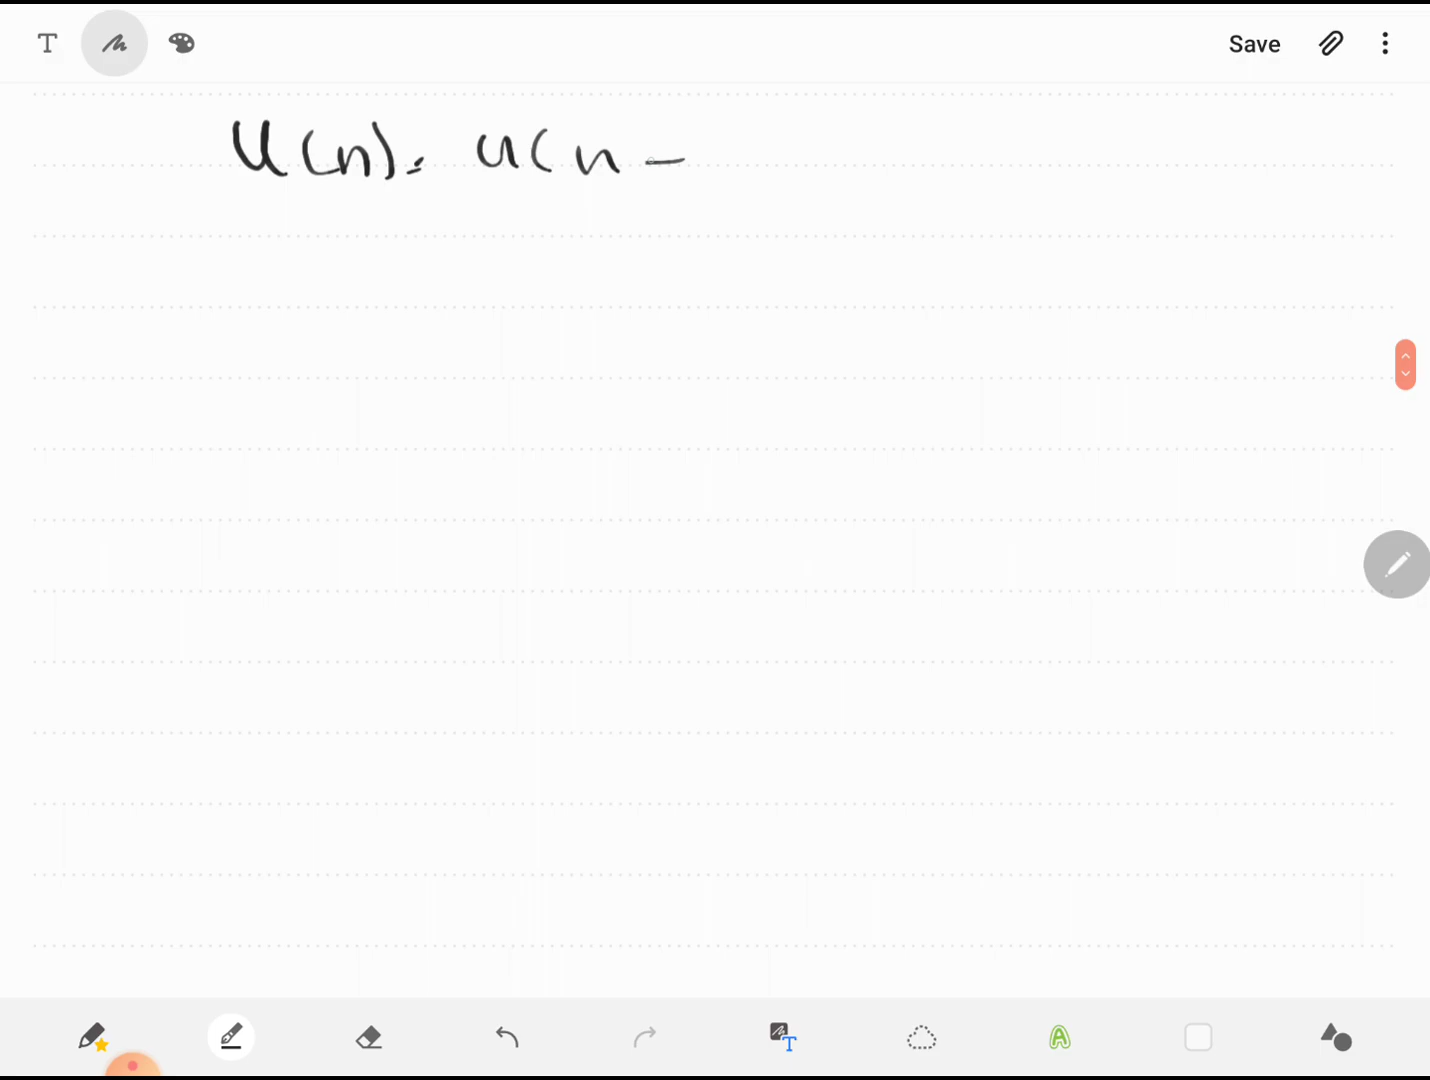 T Save
U(n) = u(n -
T
A